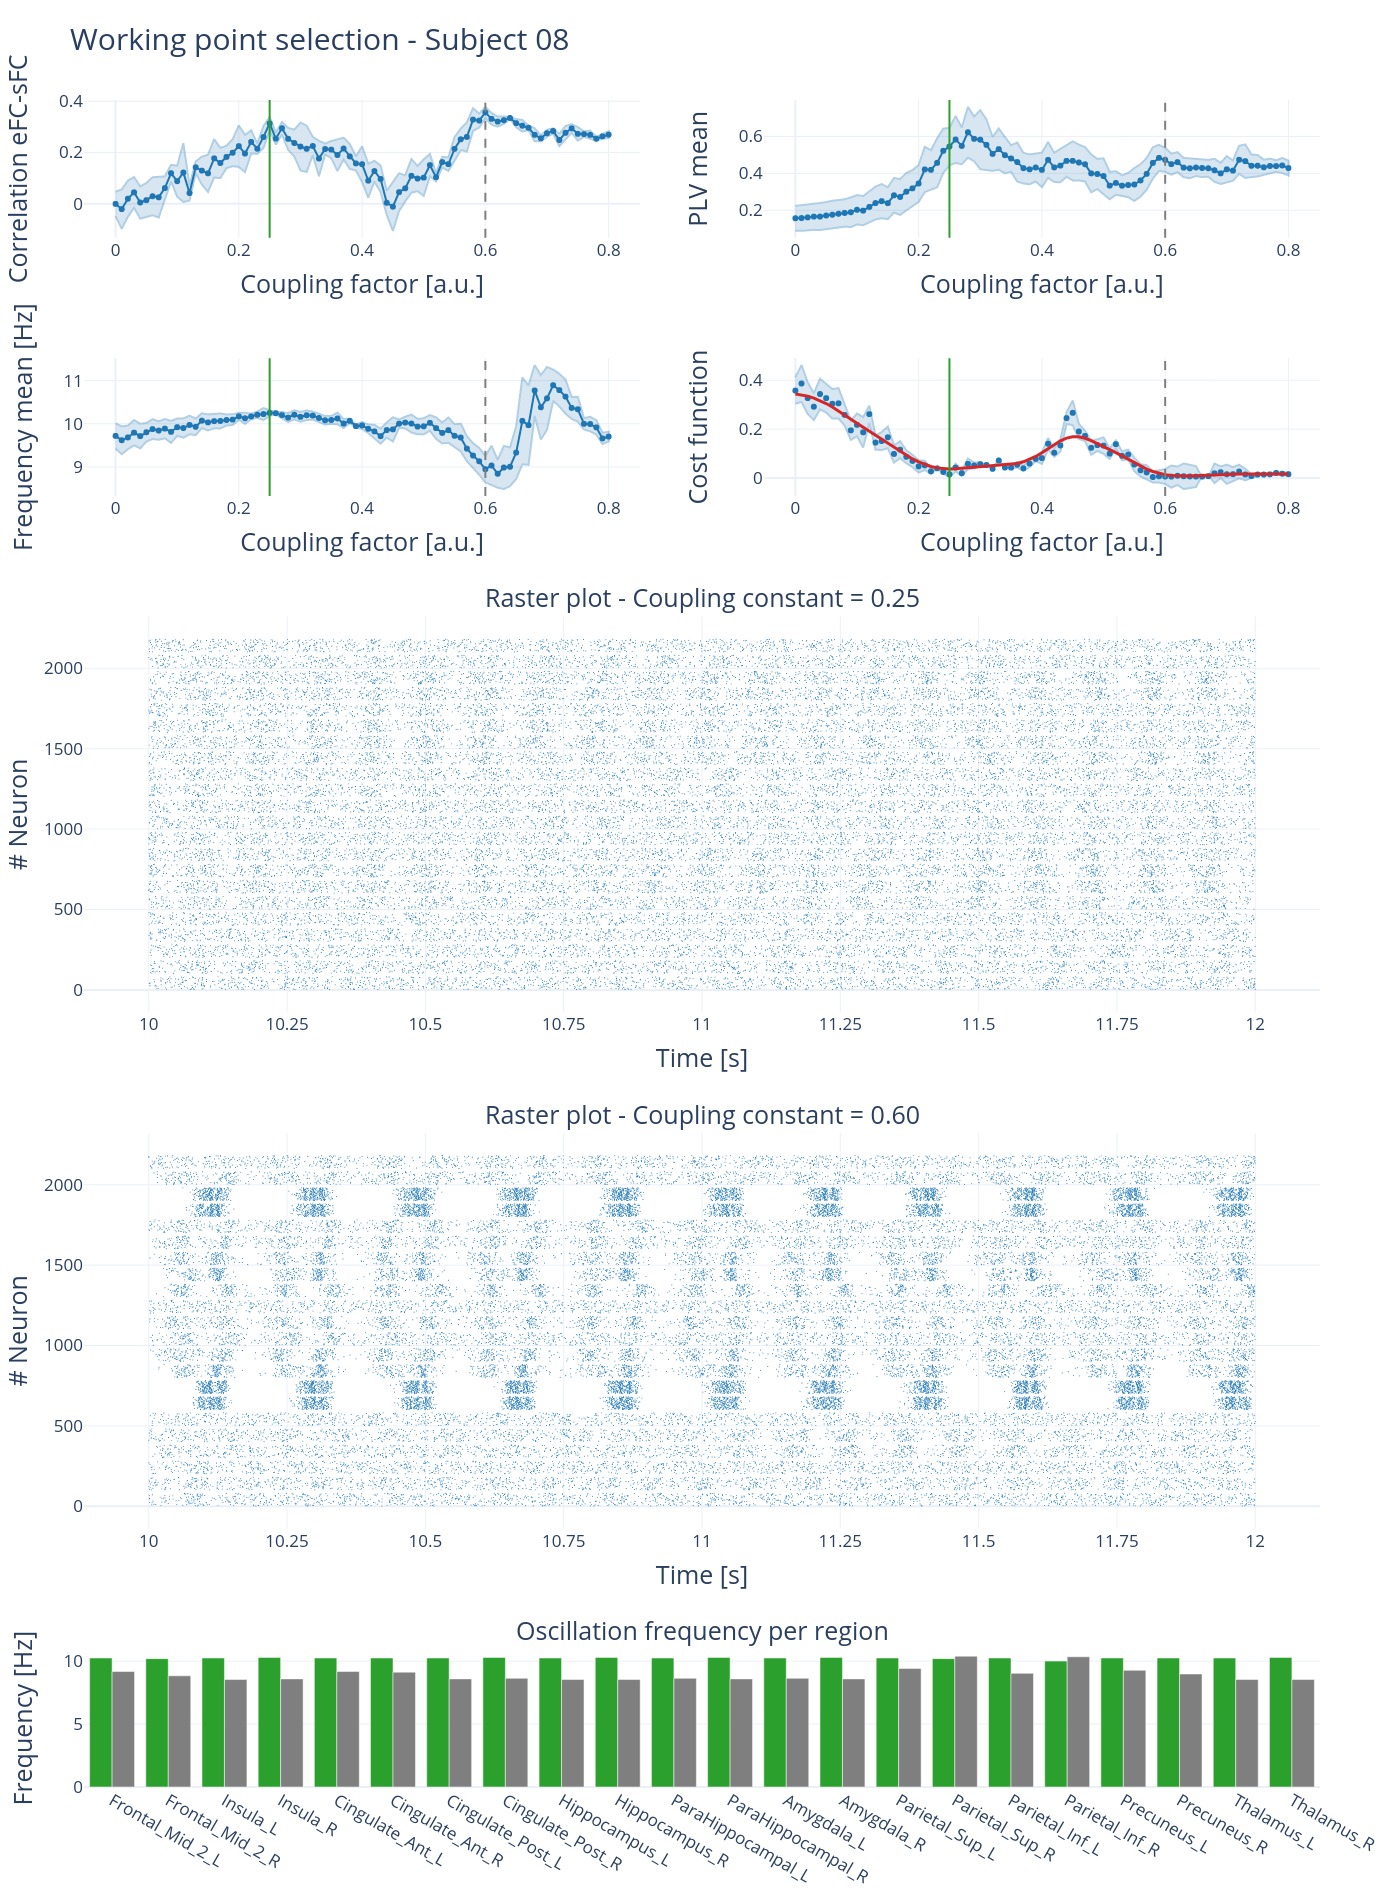 Working point selection - Subject 08
Correlation eFC-sFC
0.4
0.2
0
0
0.2
0.4
0.6
0.8
Coupling factor [a.u.]
PLV mean
0.6
0.4
0.2
0
0.2
0.4
0.6
0.8
Coupling factor [a.u.]
Frequency mean [Hz]
11
10
9
0
0.2
0.4
0.6
0.8
Coupling factor [a.u.]
Cost function
0.4
0.2
0
0
0.2
0.4
0.6
0.8
Coupling factor [a.u.]
Raster plot - Coupling constant = 0.25
# Neuron
2000
1500
1000
500
0
10
10.25
10.5
10.75
11
11.25
11.5
11.75
12
Time [s]
Raster plot - Coupling constant = 0.60
# Neuron
2000
1500
1000
500
0
10
10.25
10.5
10.75
11
11.25
11.5
11.75
12
Time [s]
Oscillation frequency per region
Frequency [Hz]
10
5
0
Frontal_Mid_2_L
Frontal_Mid_2_R
Insula_L
Insula_R
Cingulate_Ant_L
Cingulate_Ant_R
Cingulate_Post_L
Cingulate_Post_R
Hippocampus_L
Hippocampus_R
ParaHippocampal_L
ParaHippocampal_R
Amygdala_L
Amygdala_R
Parietal_Sup_L
Parietal_Sup_R
Parietal_Inf_L
Parietal_Inf_R
Precuneus_L
Precuneus_R
Thalamus_L
Thalamus_R